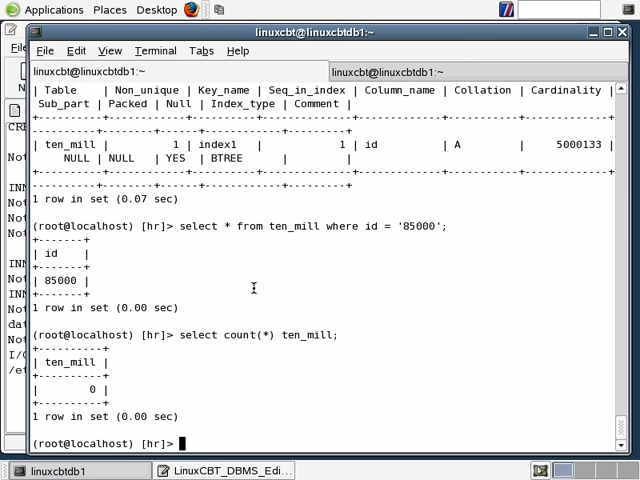 Applications Places Desktop
linuxcbt@linuxcbtdb1:~
File Edit View Terminal Tabs Help
linuxcbt@linuxcbtdb1:~ linuxcbt@linuxcbtdb1:~
| Table | Non_unique | Key_name | Seq_in_index | Column_name | Collation | Cardinality |
Sub_part | Packed | Null | Index_type | Comment |
+----------+------------+----------+--------------+-------------+-----------+-------------+
----------+--------+------+------------+---------+
| ten_mill | 1 | index1 | 1 | id | A | 5000133 |
NULL | NULL | YES | BTREE | |
+----------+------------+----------+--------------+-------------+-----------+-------------+
----------+--------+------+------------+---------+
1 row in set (0.07 sec)
(root@localhost) [hr]> select * from ten_mill where id = '85000';
+-------+
| id |
+-------+
| 85000 |
+-------+
1 row in set (0.00 sec)
(root@localhost) [hr]> select count(*) ten_mill;
+----------+
| ten_mill |
+----------+
| 0 |
+----------+
1 row in set (0.00 sec)
(root@localhost) [hr]>
linuxcbtdb1 LinuxCBT_DBMS_Edi...